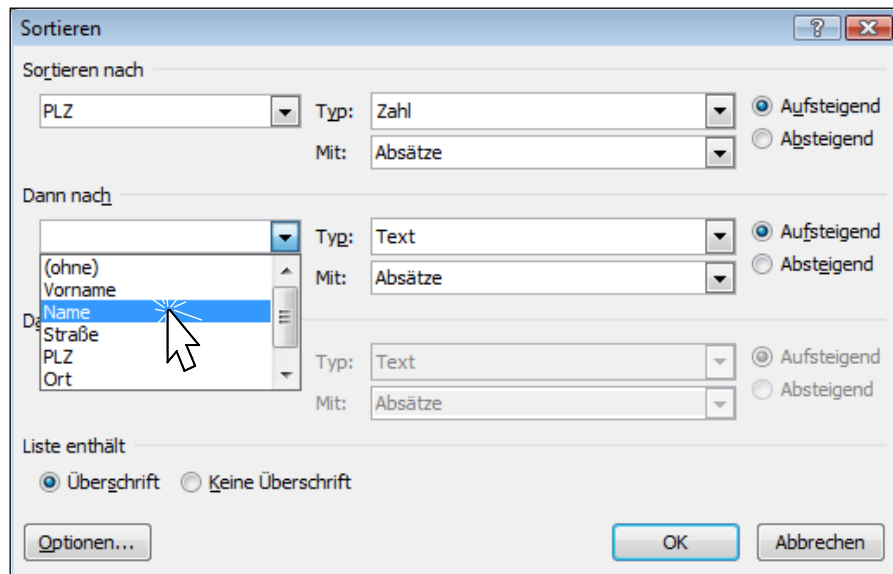 Sortieren
Sortieren nach
PLZ Typ: Zahl Aufsteigend
Absteigend
Mit: Absätze
Dann nach
Typ: Text Aufsteigend
Absteigend
(ohne) Mit: Absätze
Vorname
Name
Straße
PLZ Typ: Text Aufsteigend
Ort Absteigend
Mit: Absätze
Liste enthält
Überschrift Keine Überschrift
Optionen... OK Abbrechen